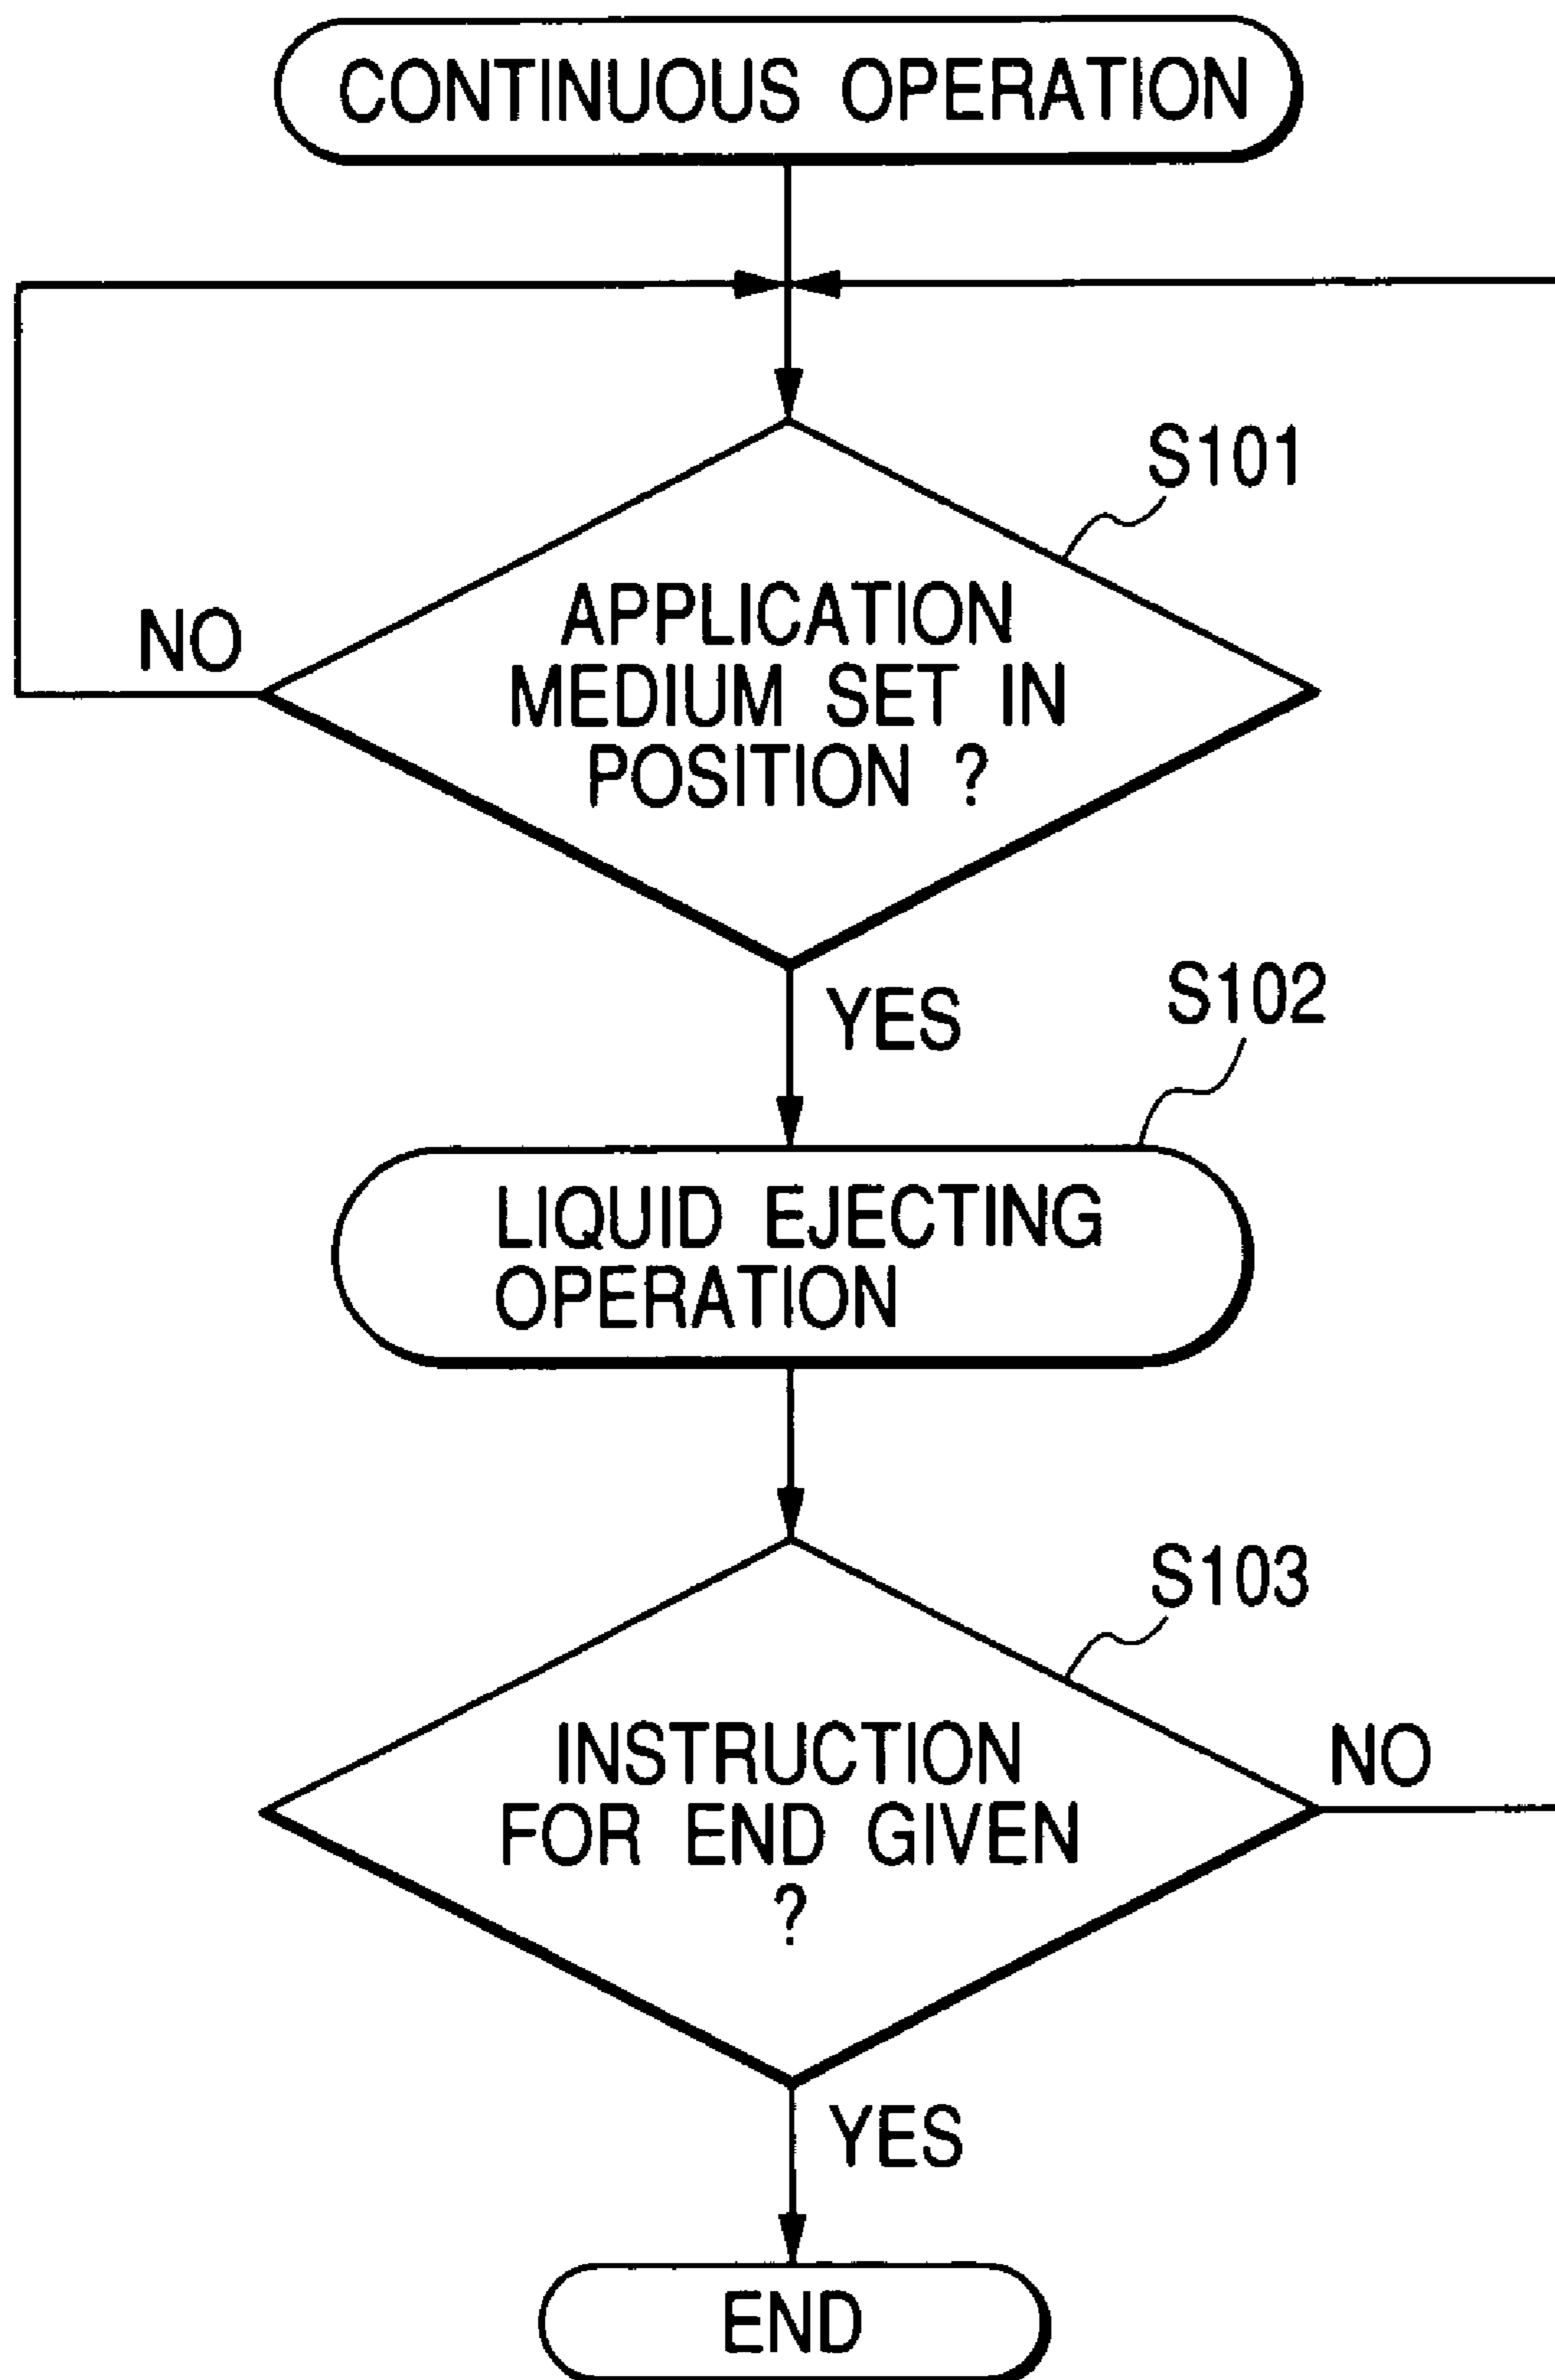 CONTINUOUS OPERATION
S101
APPLICATION
MEDIUM SET IN
POSITION ?
NO
YES
S102
LIQUID EJECTING
OPERATION
S103
INSTRUCTION
FOR END GIVEN
?
NO
YES
END